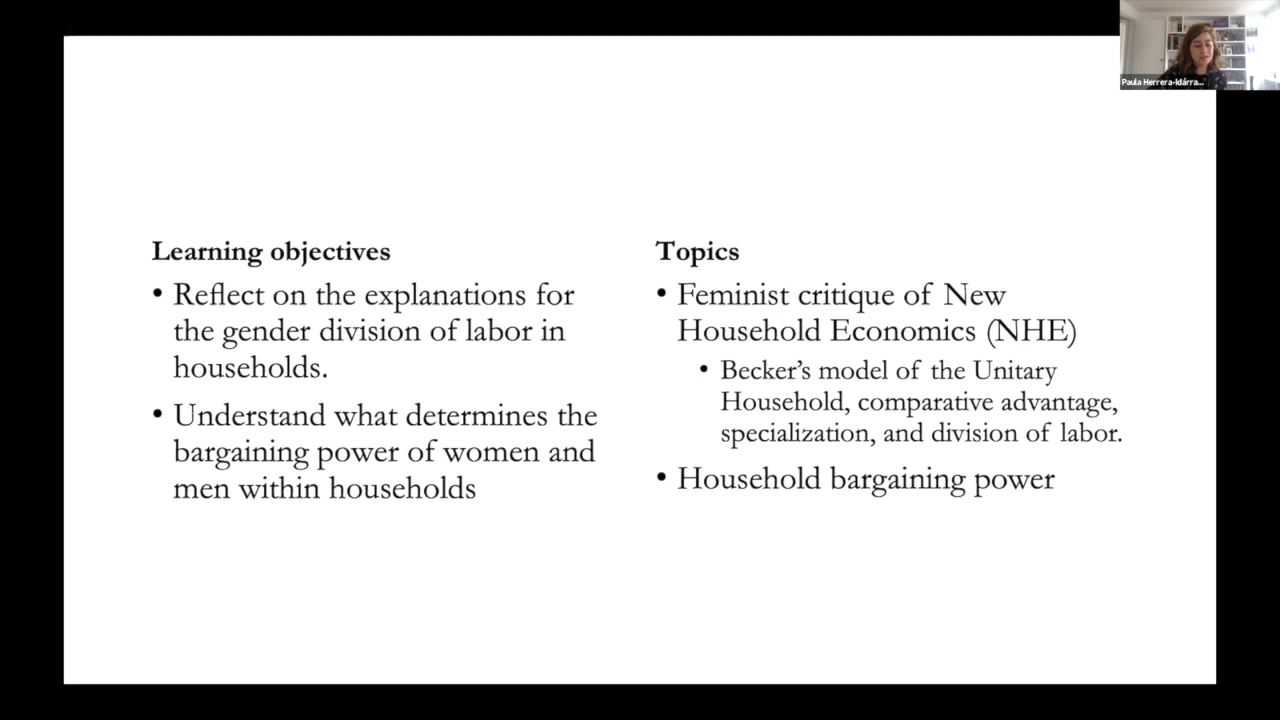 Paula Herrera-Idárra...
Learning objectives
• Reflect on the explanations for
the gender division of labor in
households.
• Understand what determines the
bargaining power of women and
men within households
Topics
• Feminist critique of New
Household Economics (NHE)
• Becker's model of the Unitary
Household, comparative advantage,
specialization, and division of labor.
• Household bargaining power